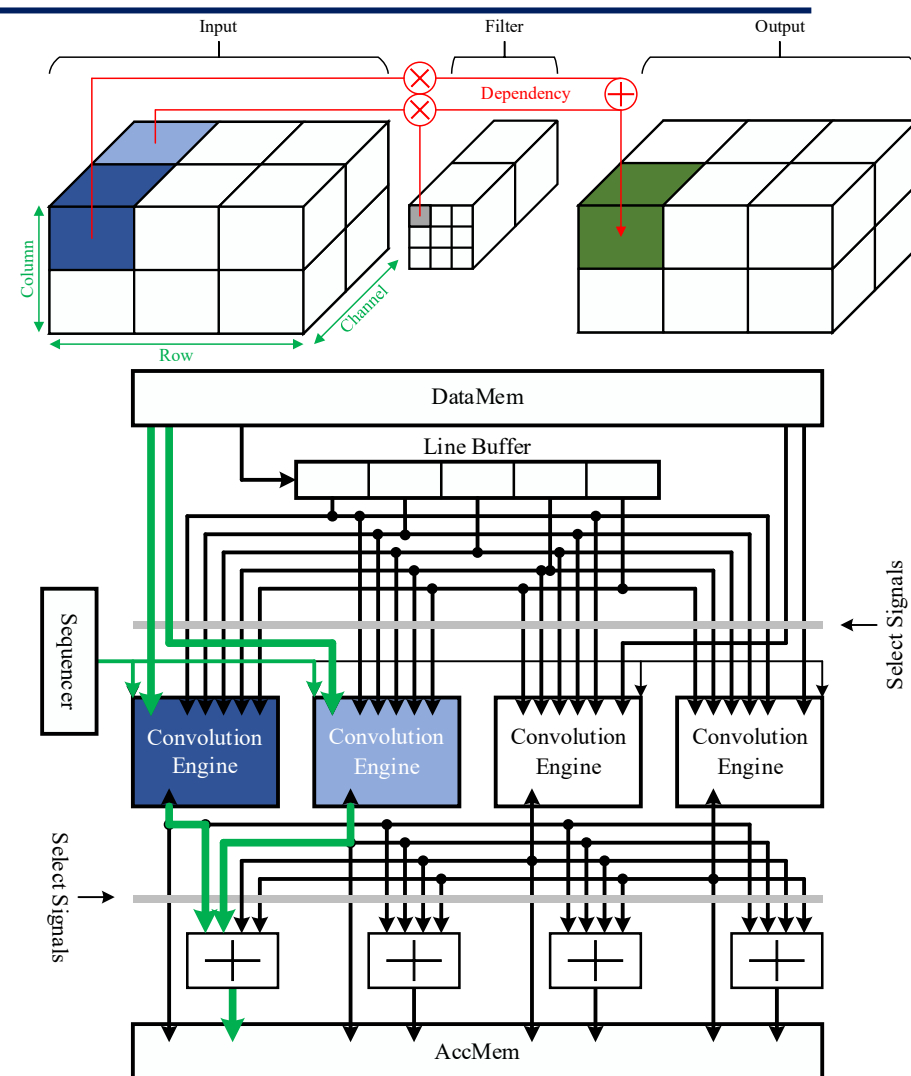 Input
Filter
Output
Dependency
Column
Channel
Row
DataMem
Line Buffer
Sequencer
Select Signals
Convolution
Engine
Convolution
Engine
Convolution
Engine
Convolution
Engine
Select Signals
AccMem